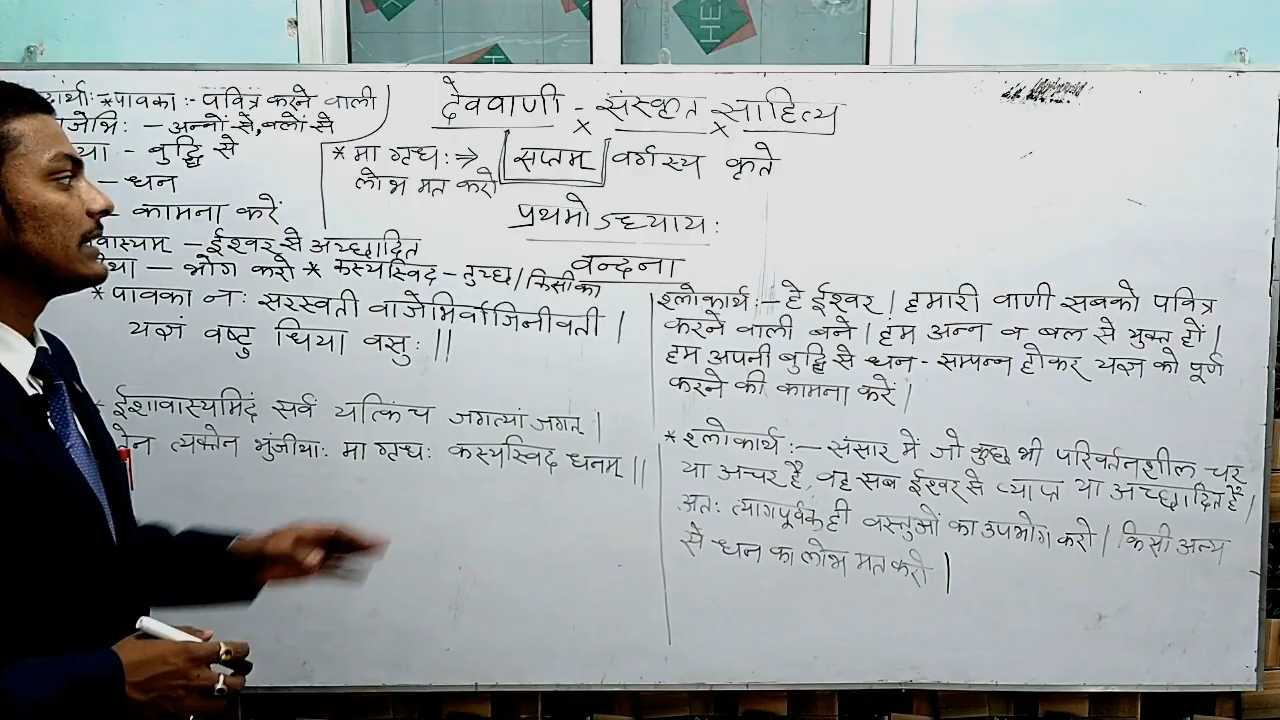 देववाणी - संस्कृत साहित्य
सप्तम् वर्गस्य कृते
प्रथमोऽध्यायः
वन्दना
*पावका :- पवित्र करने वाली
- अन्नों से, बलों से
- बुद्धि से
- धन
- कामना करें
- ईश्वर से अच्छादित
- भोग करो * कस्यस्विद - तुच्छ / किसीका
* मा गृधः ⇒
लोभ मत करो
*पावका नः सरस्वती वाजेभिर्वाजिनीवती |
यज्ञं वष्टु धिया वसुः ||
ईशावास्यमिदं सर्वं यत्किंच जगत्यां जगत् |
तेन त्यक्तेन भुंजीथाः मा गृधः कस्यस्विद धनम् ||
श्लोकार्थ :- हे ईश्वर ! हमारी वाणी सबको पवित्र
करने वाली बने | हम अन्न व बल से युक्त हों |
हम अपनी बुद्धि से धन - सम्पन्न होकर यज्ञ को पूर्ण
करने की कामना करें |
* श्लोकार्थ :- संसार में जो कुछ भी परिवर्तनशील चर
या अचर है, वह सब ईश्वर से व्याप्त या अच्छादित हैं |
अतः त्यागपूर्वक ही वस्तुओं का उपभोग करो | किसी अन्य
से धन का लोभ मत करो |